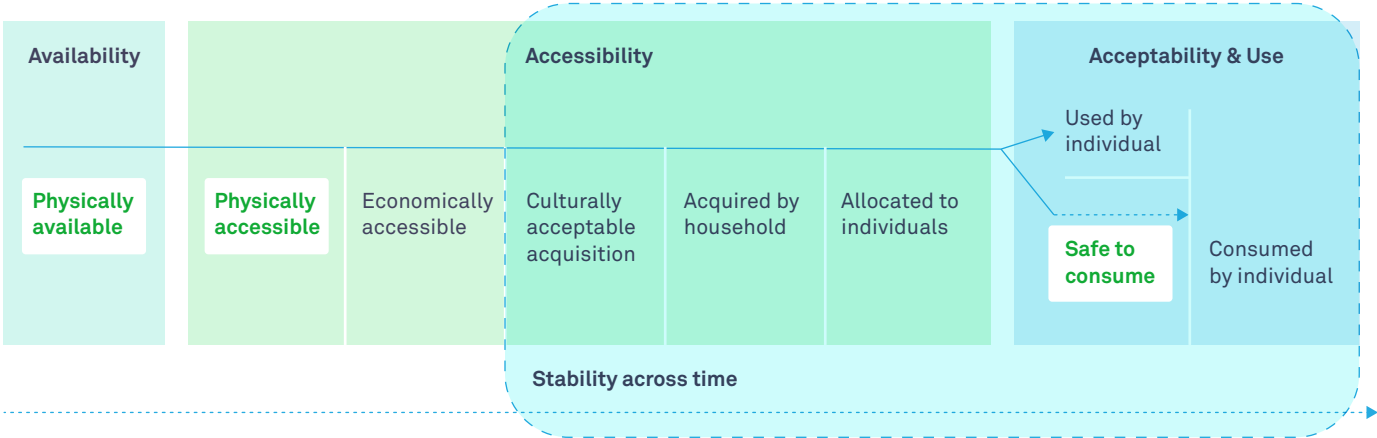 Availability
Accessibility
Acceptability & Use
Used by
individual
Physically
available
Physically
accessible
Economically
accessible
Culturally
acceptable
acquisition
Acquired by
household
Allocated to
individuals
Safe to
consume
Consumed
by individual
Stability across time